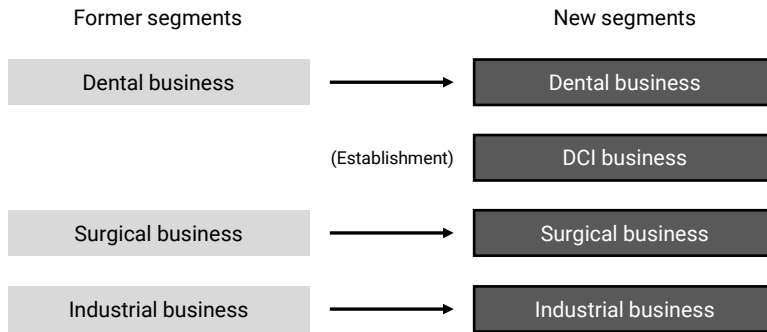 Former segments
New segments
Dental business
Dental business
(Establishment)
DCI business
Surgical business
Surgical business
Industrial business
Industrial business